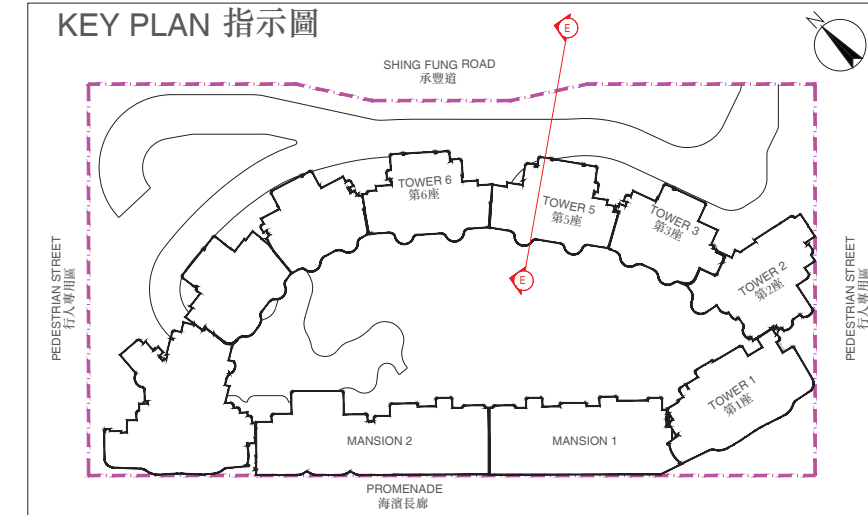 KEY PLAN 指示圖
N
E
SHING FUNG ROAD
承豐道
TOWER 6
第6座
TOWER 5
第5座
TOWER 3
第3座
TOWER 2
第2座
TOWER 1
第1座
E
PEDESTRIAN STREET
行人專用區
PEDESTRIAN STREET
行人專用區
MANSION 2
MANSION 1
PROMENADE
海濱長廊